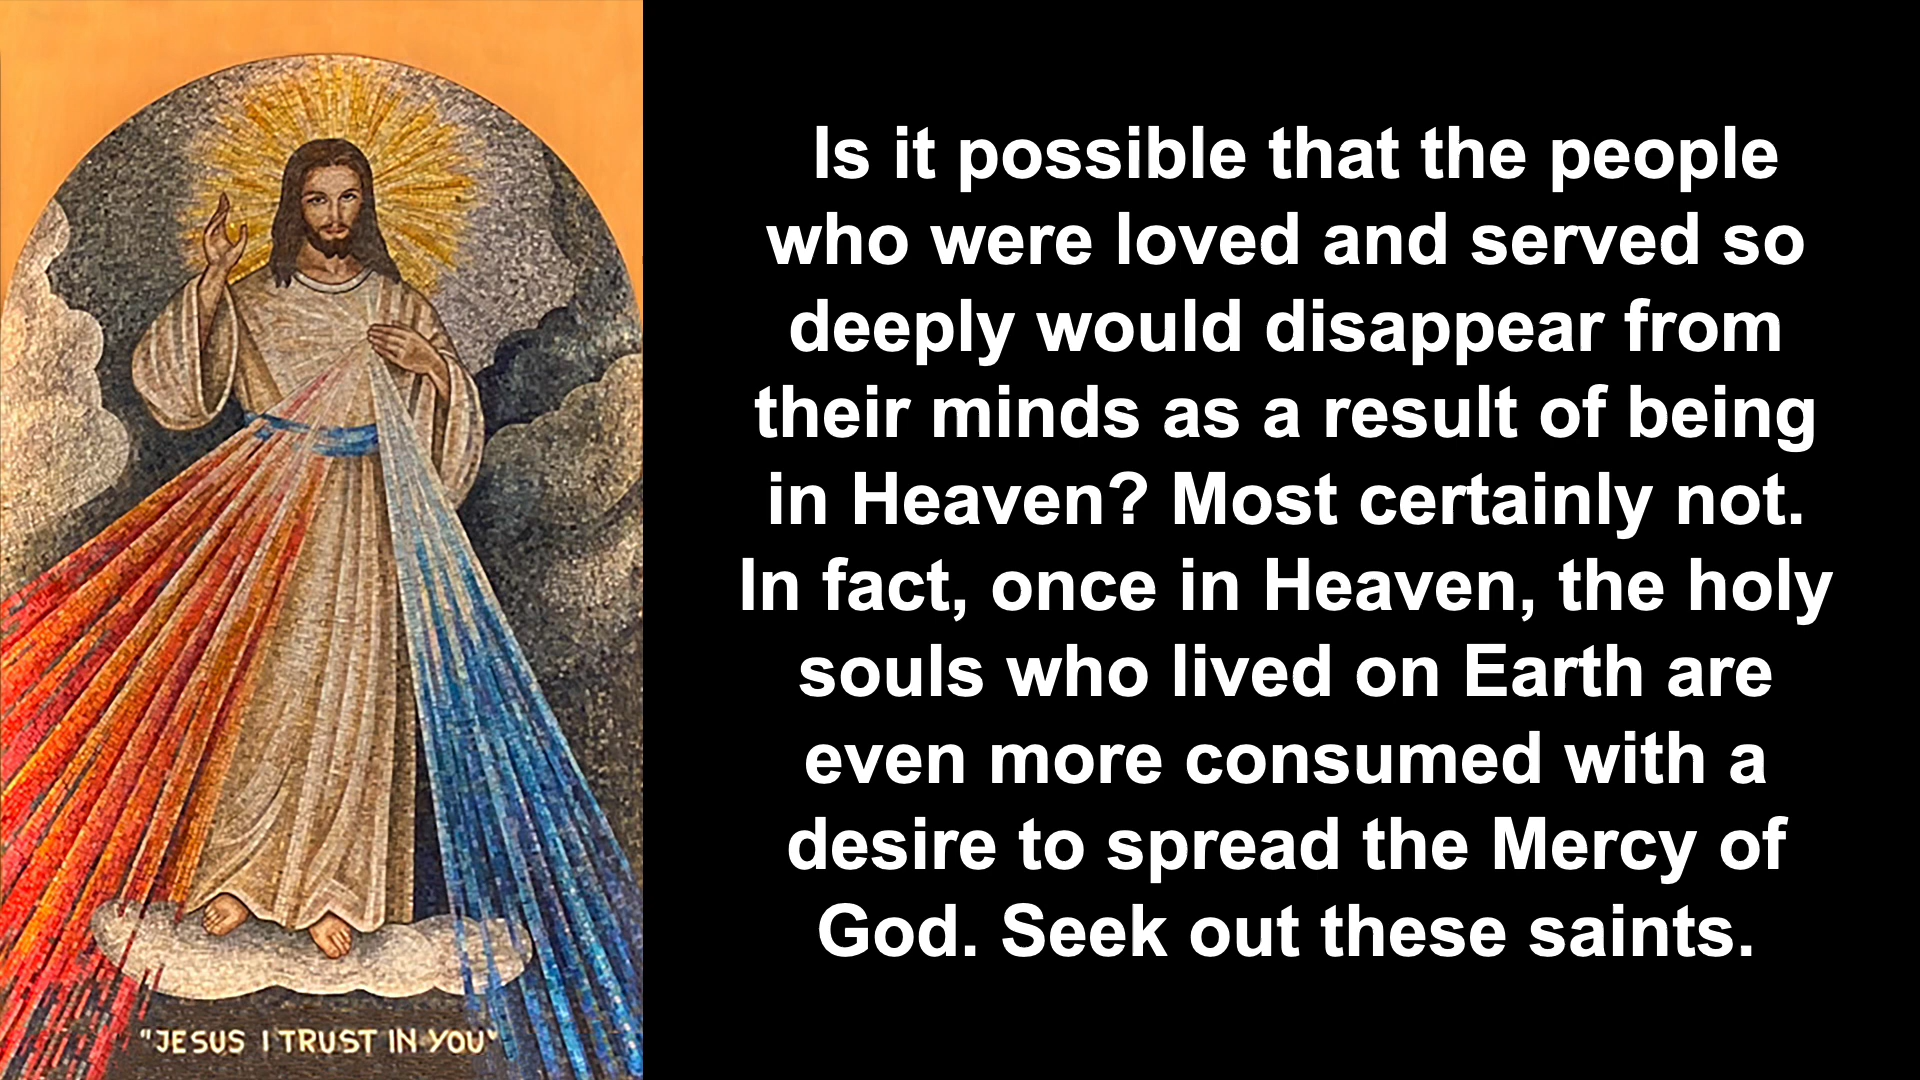 Is it possible that the people
who were loved and served so
deeply would disappear from
their minds as a result of being
in Heaven? Most certainly not.
In fact, once in Heaven, the holy
souls who lived on Earth are
even more consumed with a
desire to spread the Mercy of
God. Seek out these saints.
"JESUS I TRUST IN YOU"